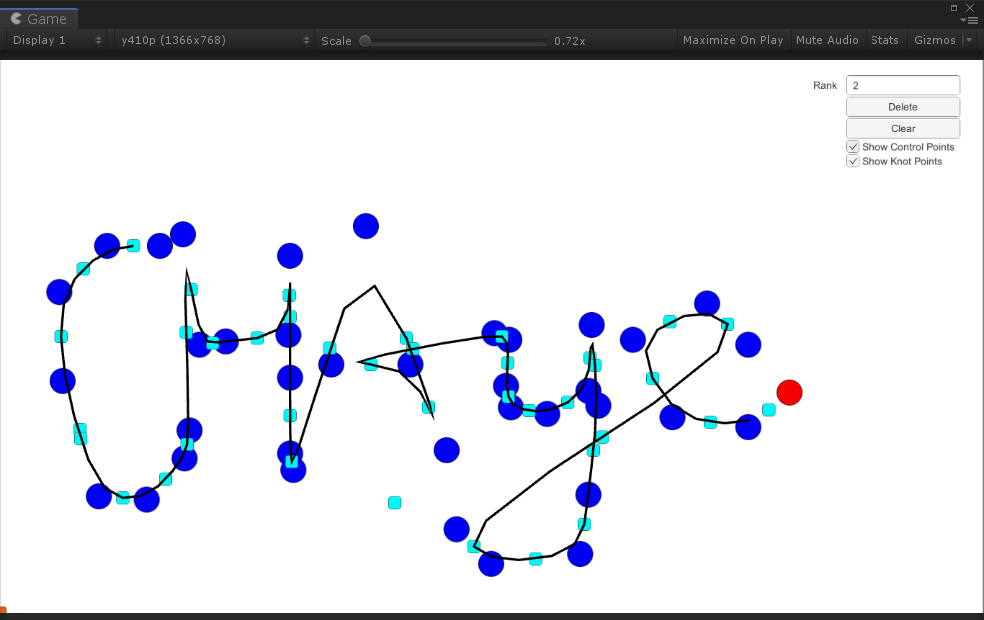 Game
Display 1 y410p (1366x768) Scale 0.72x Maximize On Play Mute Audio Stats Gizmos
Rank 2
Delete
Clear
Show Control Points
Show Knot Points